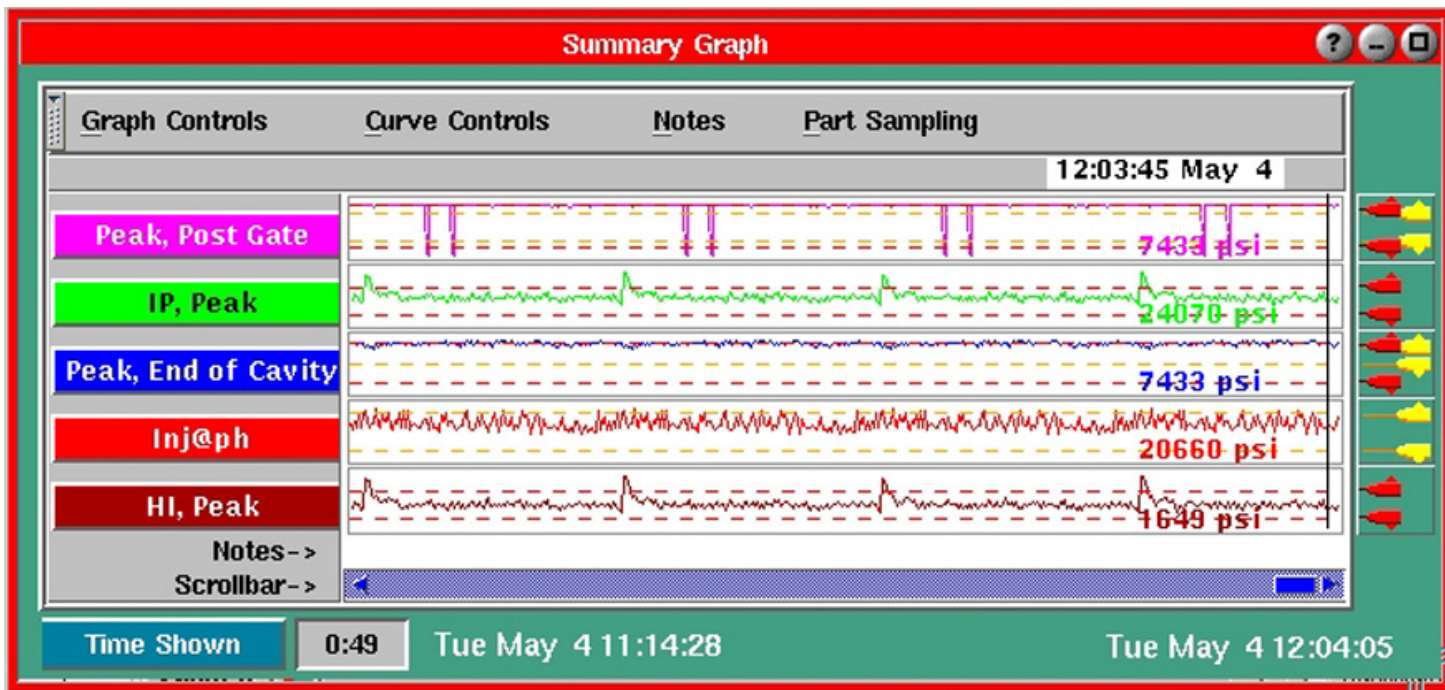 Summary Graph
?
Graph Controls Curve Controls Notes Part Sampling
12:03:45 May 4
Peak, Post Gate
7433 psi
IP, Peak
24070 psi
Peak, End of Cavity
7433 psi
Inj@ph
20660 psi
HI, Peak
1649 psi
Notes->
Scrollbar->
Time Shown 0:49 Tue May 4 11:14:28 Tue May 4 12:04:05